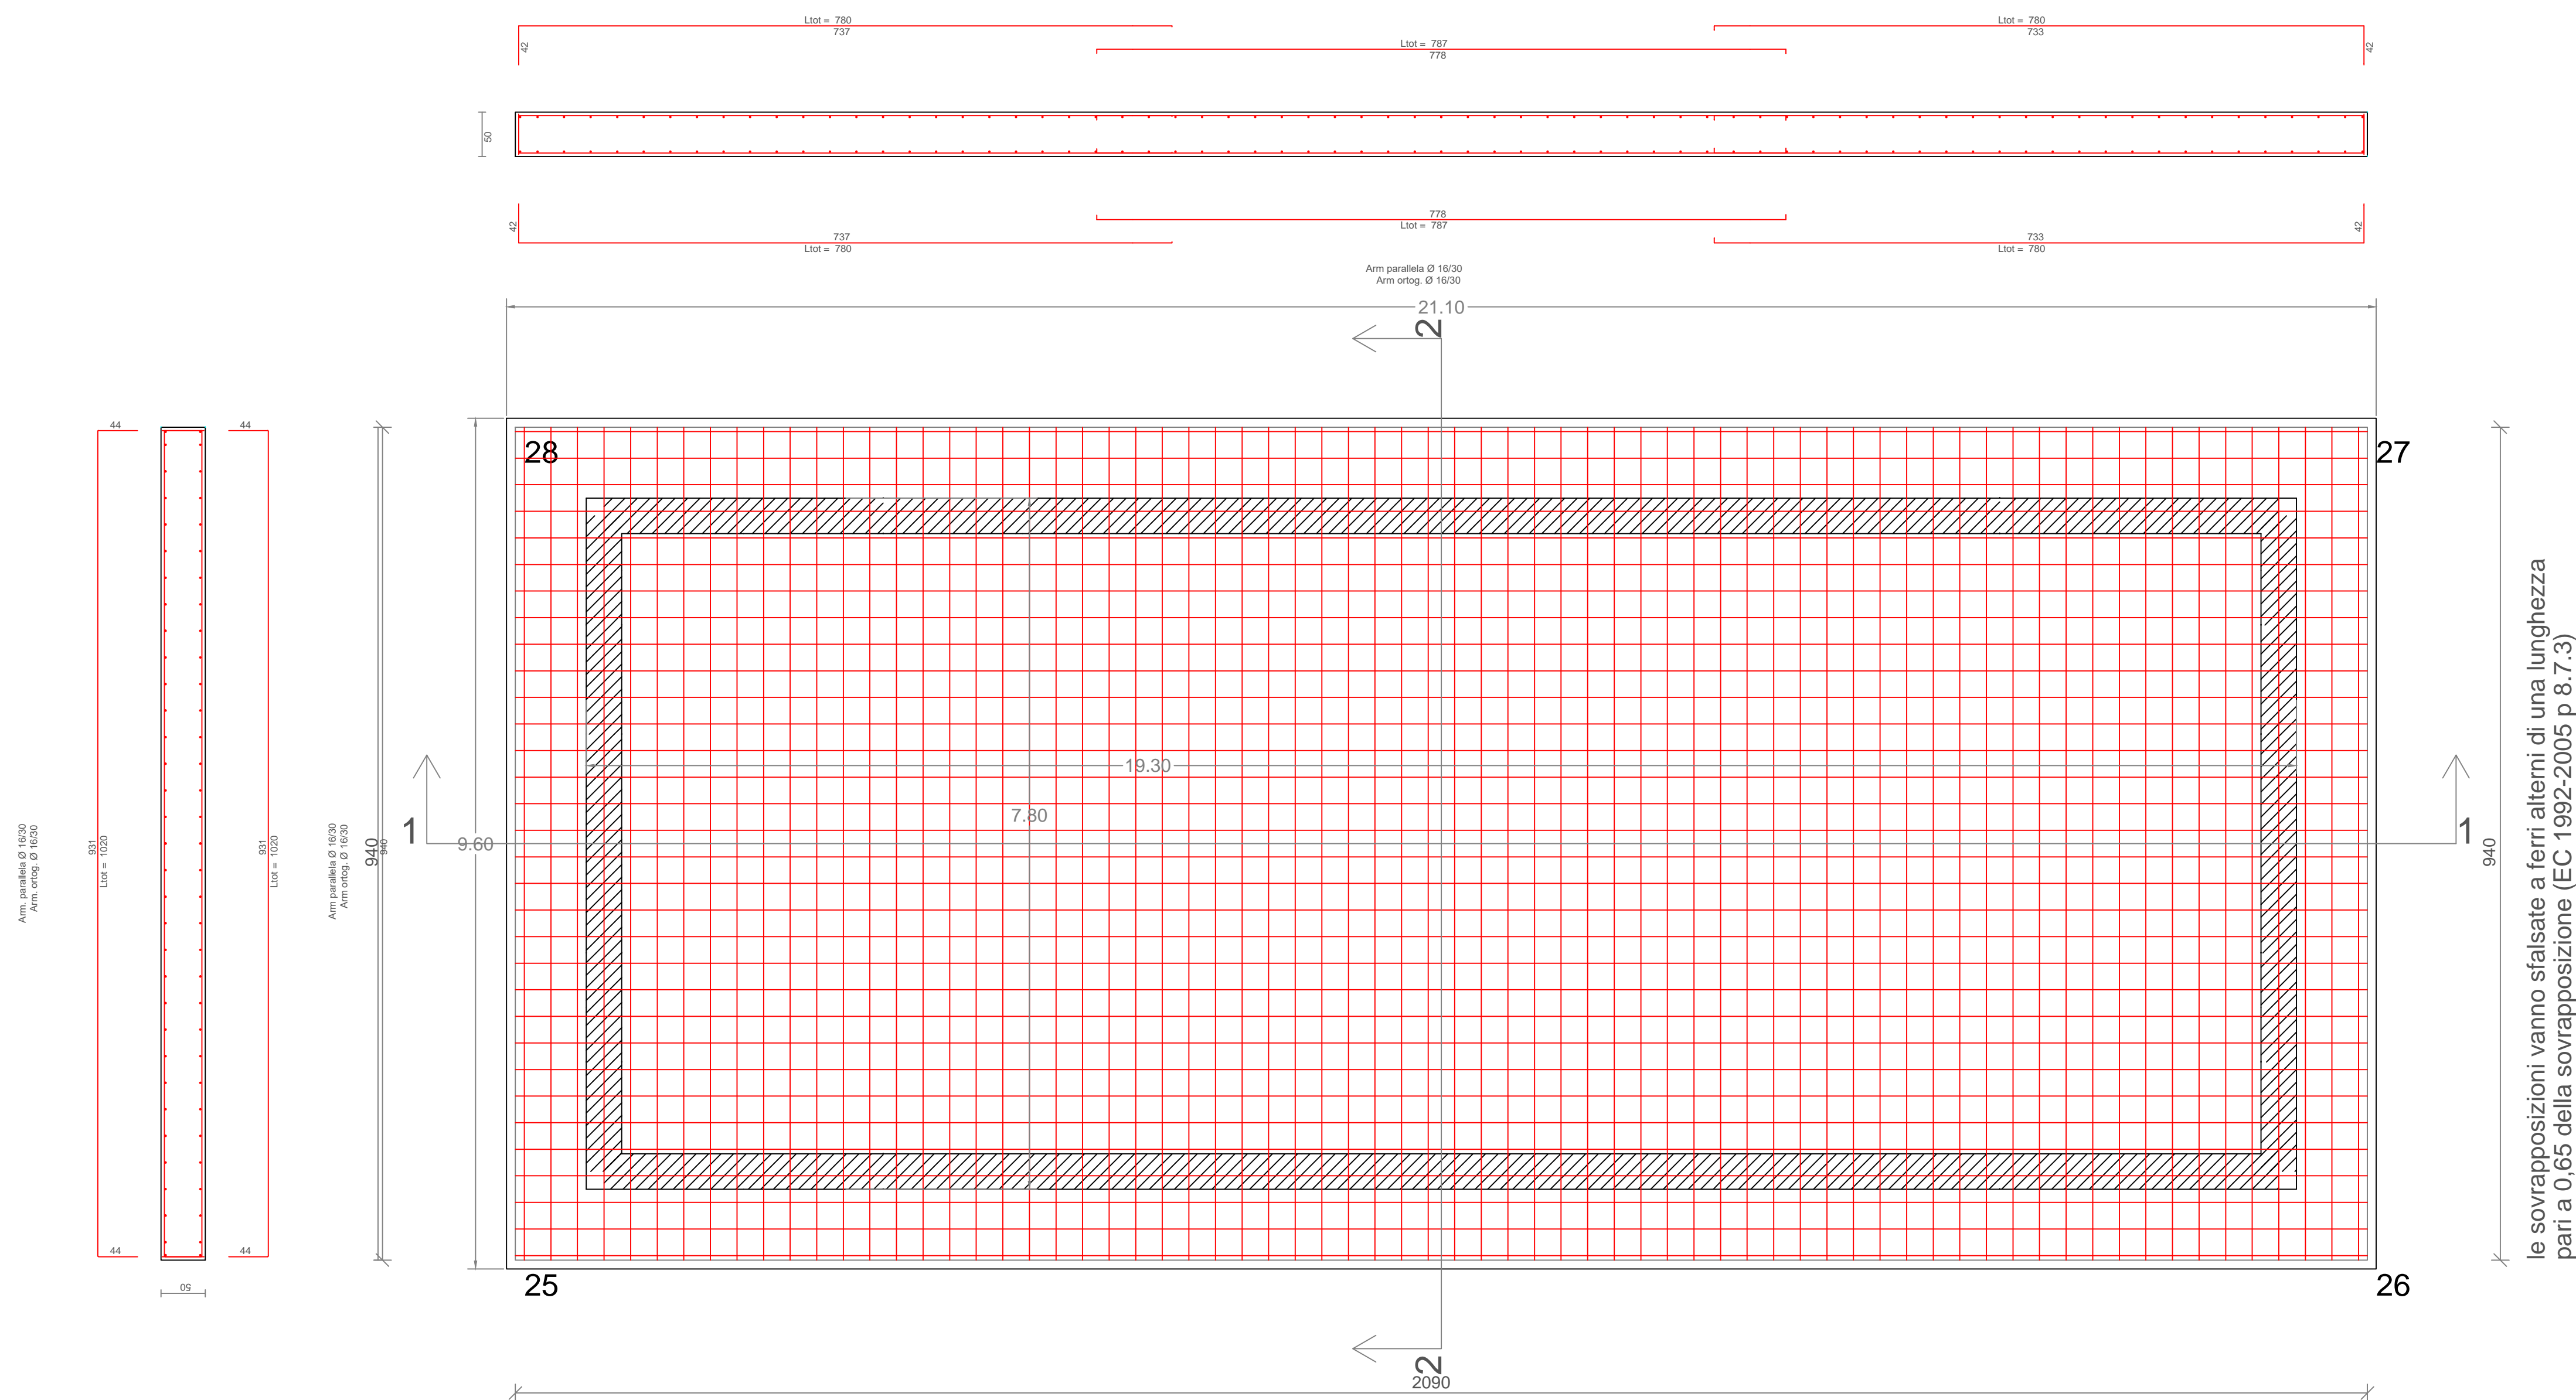 Ltot = 780
737
42
Ltot = 787
778
Ltot = 780
733
42
50
42
737
Ltot = 780
778
Ltot = 787
733
Ltot = 780
42
Arm parallela Ø 16/30
Arm ortog. Ø 16/30
21.10
2
28
27
44
44
Arm. parallela Ø 16/30
Arm. ortog. Ø 16/30
931
Ltot = 1020
931
Ltot = 1020
Arm parallela Ø 16/30
Arm ortog. Ø 16/30
940
940
1
9.60
19.30
7.80
1
940
le sovrapposizioni vanno sfalsate a ferri alterni di una lunghezza
pari a 0,65 della sovrapposizione (EC 1992-2005 p 8.7.3)
44
44
50
25
26
2
2090